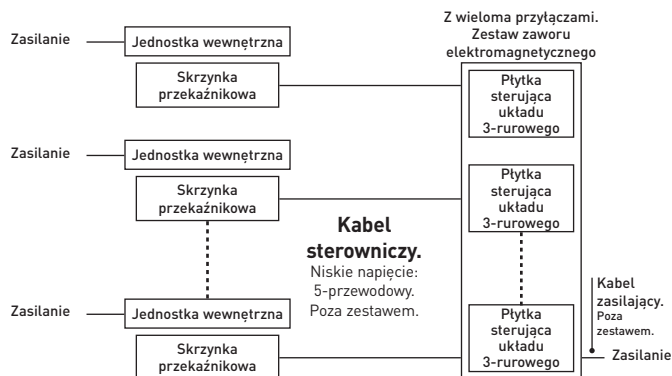 Z wieloma przyłączami.
Zestaw zaworu
elektromagnetycznego
Zasilanie
Jednostka wewnętrzna
Skrzynka
przekaźnikowa
Płytka
sterująca
układu
3-rurowego
Zasilanie
Jednostka wewnętrzna
Skrzynka
przekaźnikowa
Płytka
sterująca
układu
3-rurowego
Kabel
sterowniczy.
Niskie napięcie:
5-przewodowy.
Poza zestawem.
Kabel
zasilający.
Poza
zestawem.
Zasilanie
Jednostka wewnętrzna
Skrzynka
przekaźnikowa
Płytka
sterująca
układu
3-rurowego
Zasilanie